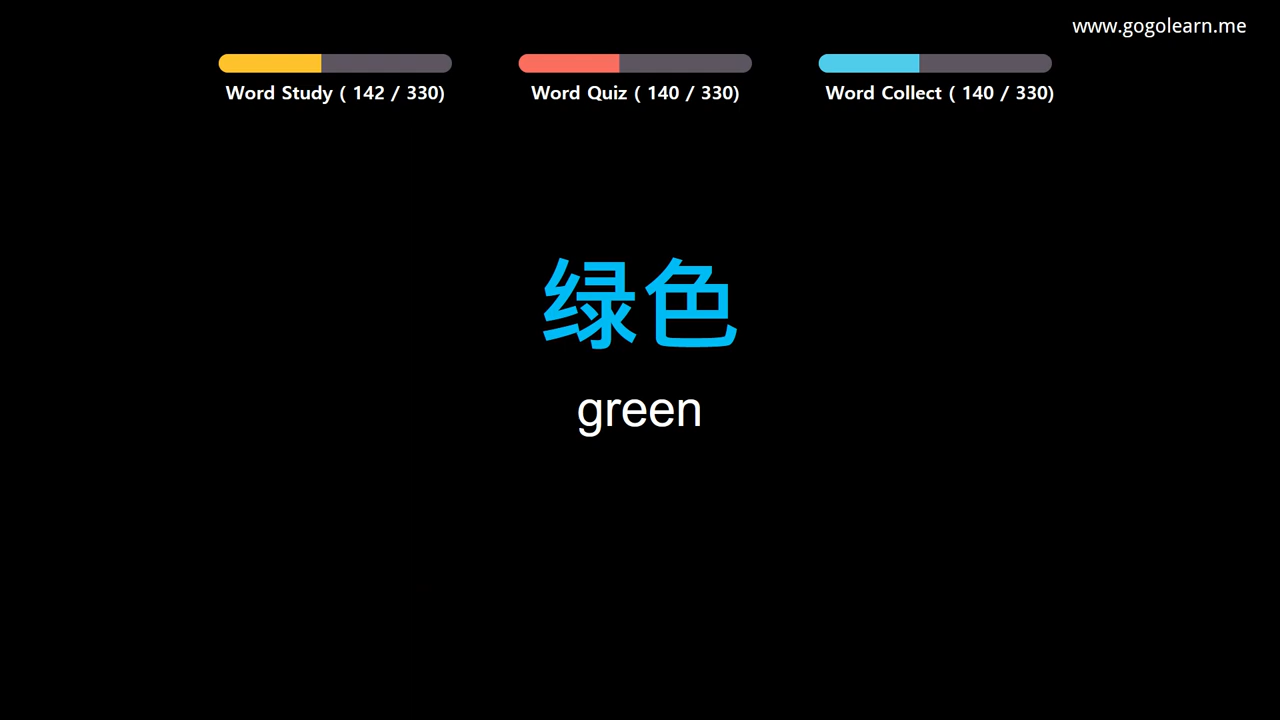 www.gogolearn.me
Word Study ( 142 / 330)
Word Quiz ( 140 / 330)
Word Collect ( 140 / 330)
绿色
green